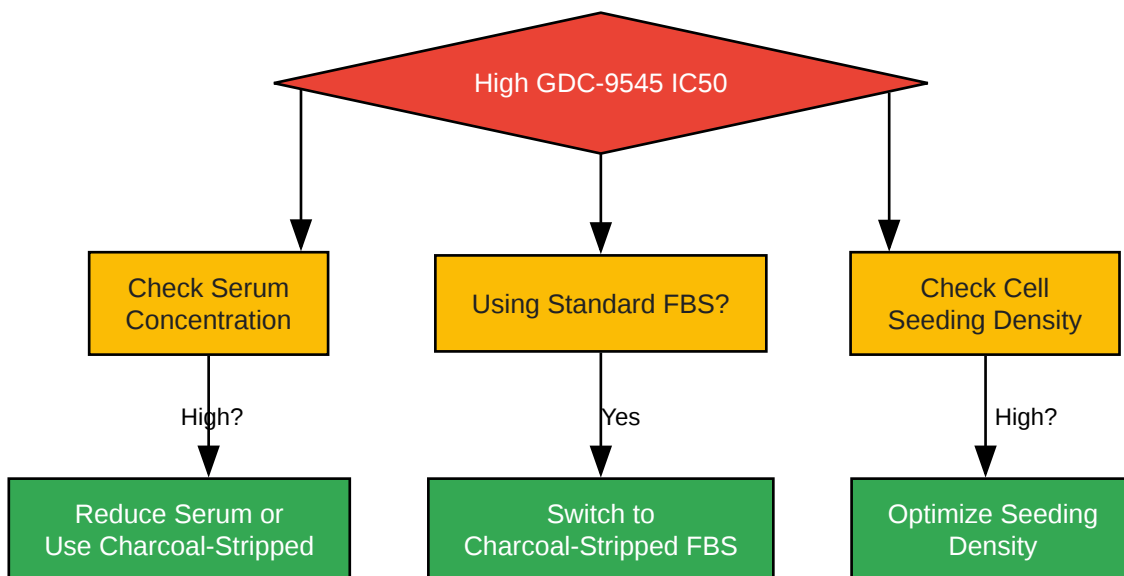 High GDC-9545 IC50
Check Serum
Concentration
Using Standard FBS?
Check Cell
Seeding Density
High?
Yes
High?
Reduce Serum or
Use Charcoal-Stripped
Switch to
Charcoal-Stripped FBS
Optimize Seeding
Density